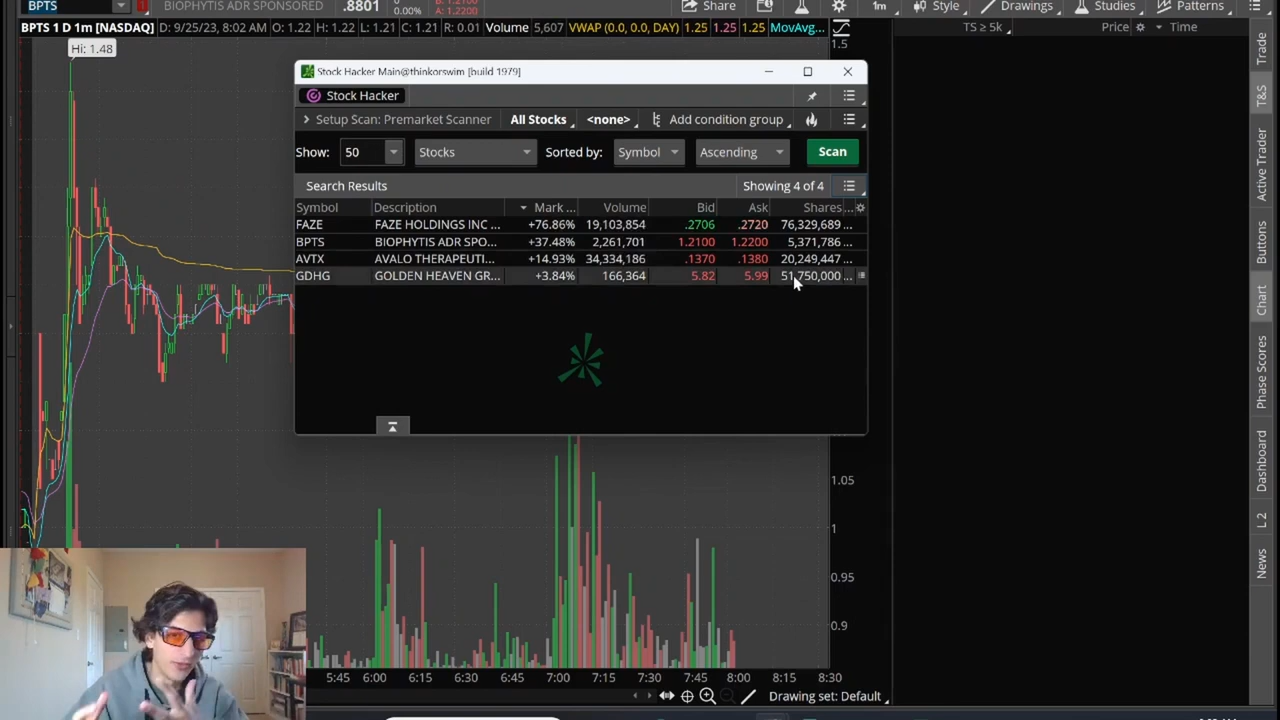 BPTS
1
BIOPHYTIS ADR SPONSORED
.8801
0
0.00%
B: 1.2100
A: 1.2200
Share
1m
Style
Drawings
Studies
Patterns
BPTS 1 D 1m [NASDAQ] D: 9/25/23, 8:02 AM O: 1.22 H: 1.22 L: 1.21 C: 1.21 R: 0.01 Volume 5,607 VWAP (0.0, 0.0, DAY) 1.25 1.25 1.25 MovAvg...
TS ≥ 5k
Price
Time
Hi: 1.48
1.5
Stock Hacker Main@thinkorswim [build 1979]
Stock Hacker
Setup Scan: Premarket Scanner All Stocks <none> Add condition group
Show: 50 Stocks Sorted by: Symbol Ascending Scan
Search Results Showing 4 of 4
Symbol Description Mark ... Volume Bid Ask Shares...
FAZE FAZE HOLDINGS INC ... +76.86% 19,103,854 .2706 .2720 76,329,689 ...
BPTS BIOPHYTIS ADR SPO... +37.48% 2,261,701 1.2100 1.2200 5,371,786 ...
AVTX AVALO THERAPEUTI... +14.93% 34,334,186 .1370 .1380 20,249,447 ...
GDHG GOLDEN HEAVEN GR... +3.84% 166,364 5.82 5.99 51,750,000 ...
1.05
1
0.95
0.9
5:45 6:00 6:15 6:30 6:45 7:00 7:15 7:30 7:45 8:00 8:15 8:30
Drawing set: Default
Trade
T&S
Active Trader
Buttons
Chart
Phase Scores
Dashboard
L 2
News